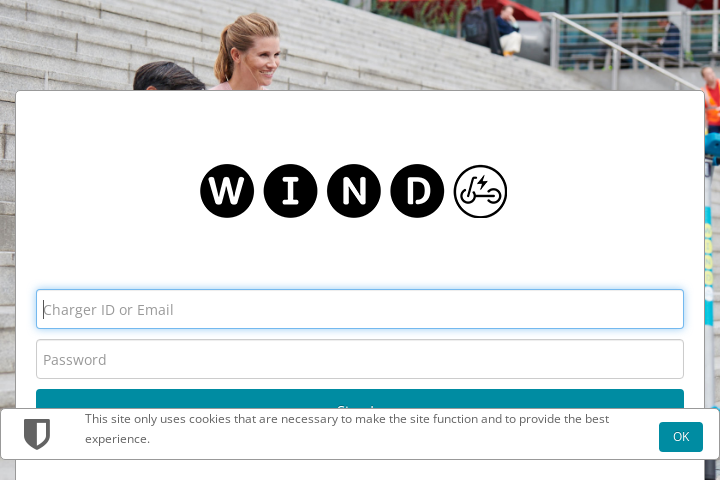 WIND
Charger ID or Email
Password
This site only uses cookies that are necessary to make the site function and to provide the best
experience.
OK